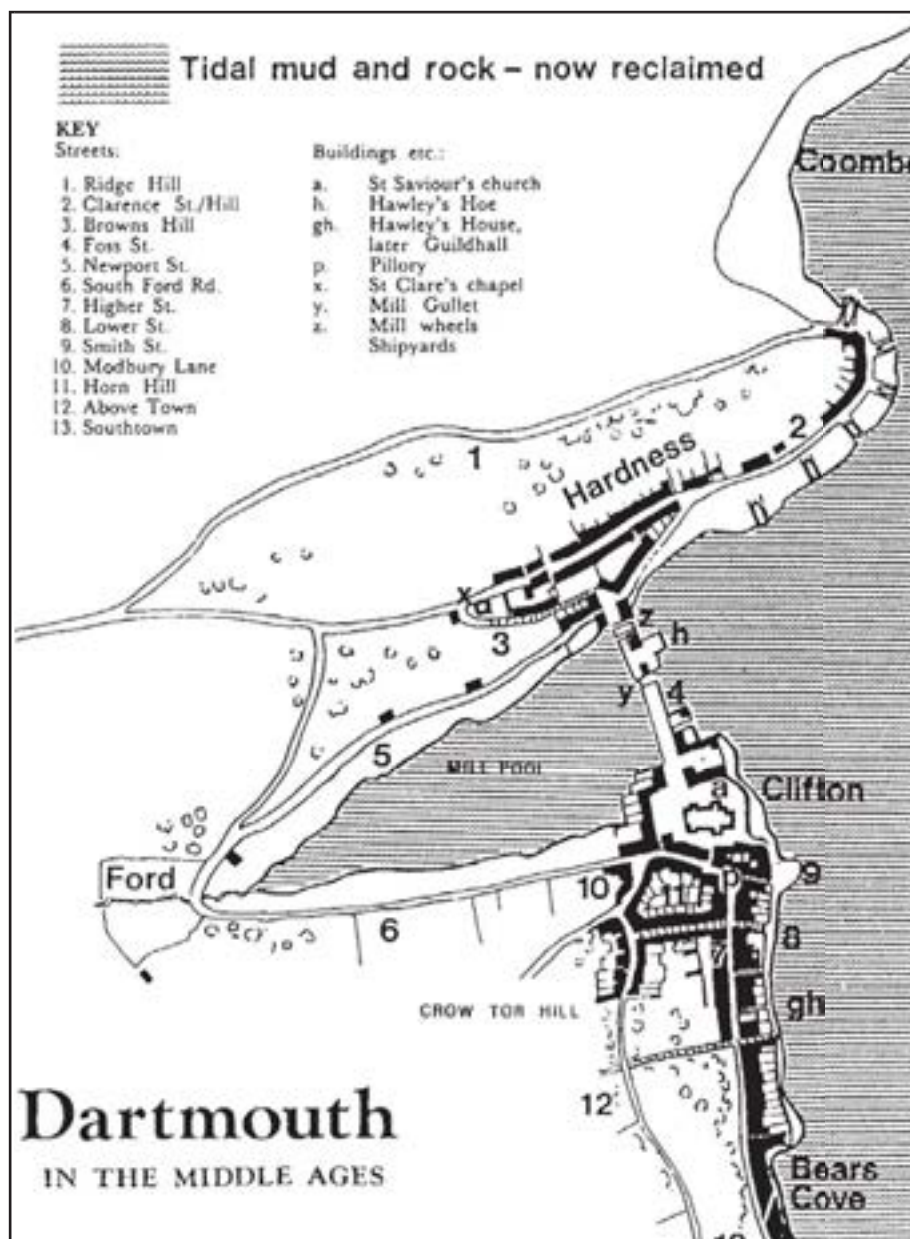 Tidal mud and rock – now reclaimed
KEY
Streets:
1. Ridge Hill
2. Clarence St./Hill
3. Browns Hill
4. Foss St.
5. Newport St.
6. South Ford Rd.
7. Higher St.
8. Lower St.
9. Smith St.
10. Modbury Lane
11. Horn Hill
12. Above Town
13. Southtown
Buildings etc.:
a. St Saviour's church
h. Hawley's Hoe
gh. Hawley's House,
later Guildhall
p. Pillory
x. St Clare's chapel
y. Mill Gullet
z. Mill wheels
Shipyards
Coombe
1
2
Hardness
x
3
z
h
y
4
5
MILL POOL
a
Clifton
Ford
10
p
9
6
8
7
CROW TOR HILL
gh
12
Dartmouth
IN THE MIDDLE AGES
Bears
Cove